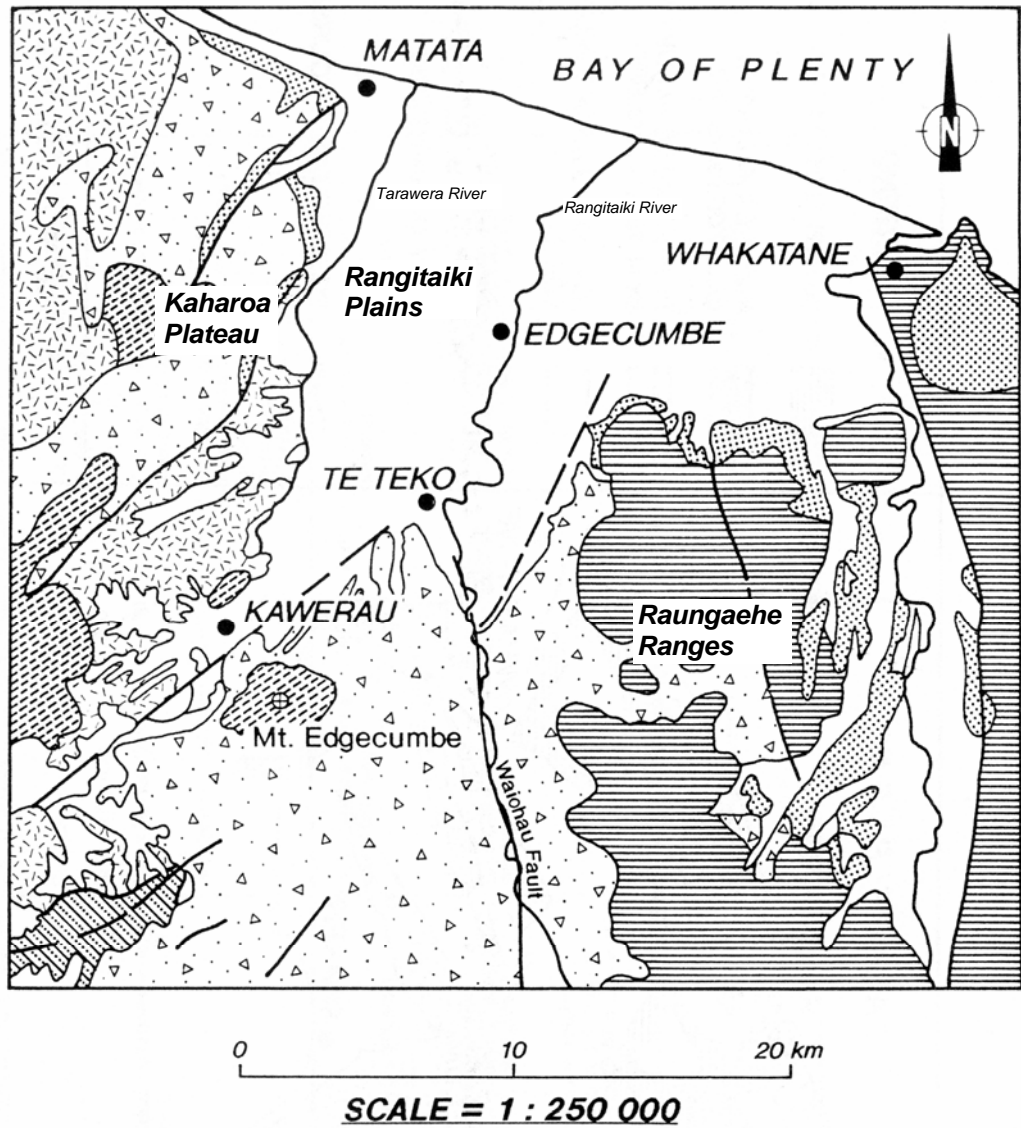 MATATA
BAY OF PLENTY
N
Tarawera River
Rangitaiki River
WHAKATANE
Kaharoa
Plateau
Rangitaiki
Plains
EDGECUMBE
TE TEKO
KAWERAU
Raungaehe
Ranges
Mt. Edgecumbe
Waiohau Fault
0 10 20 km
SCALE = 1 : 250 000